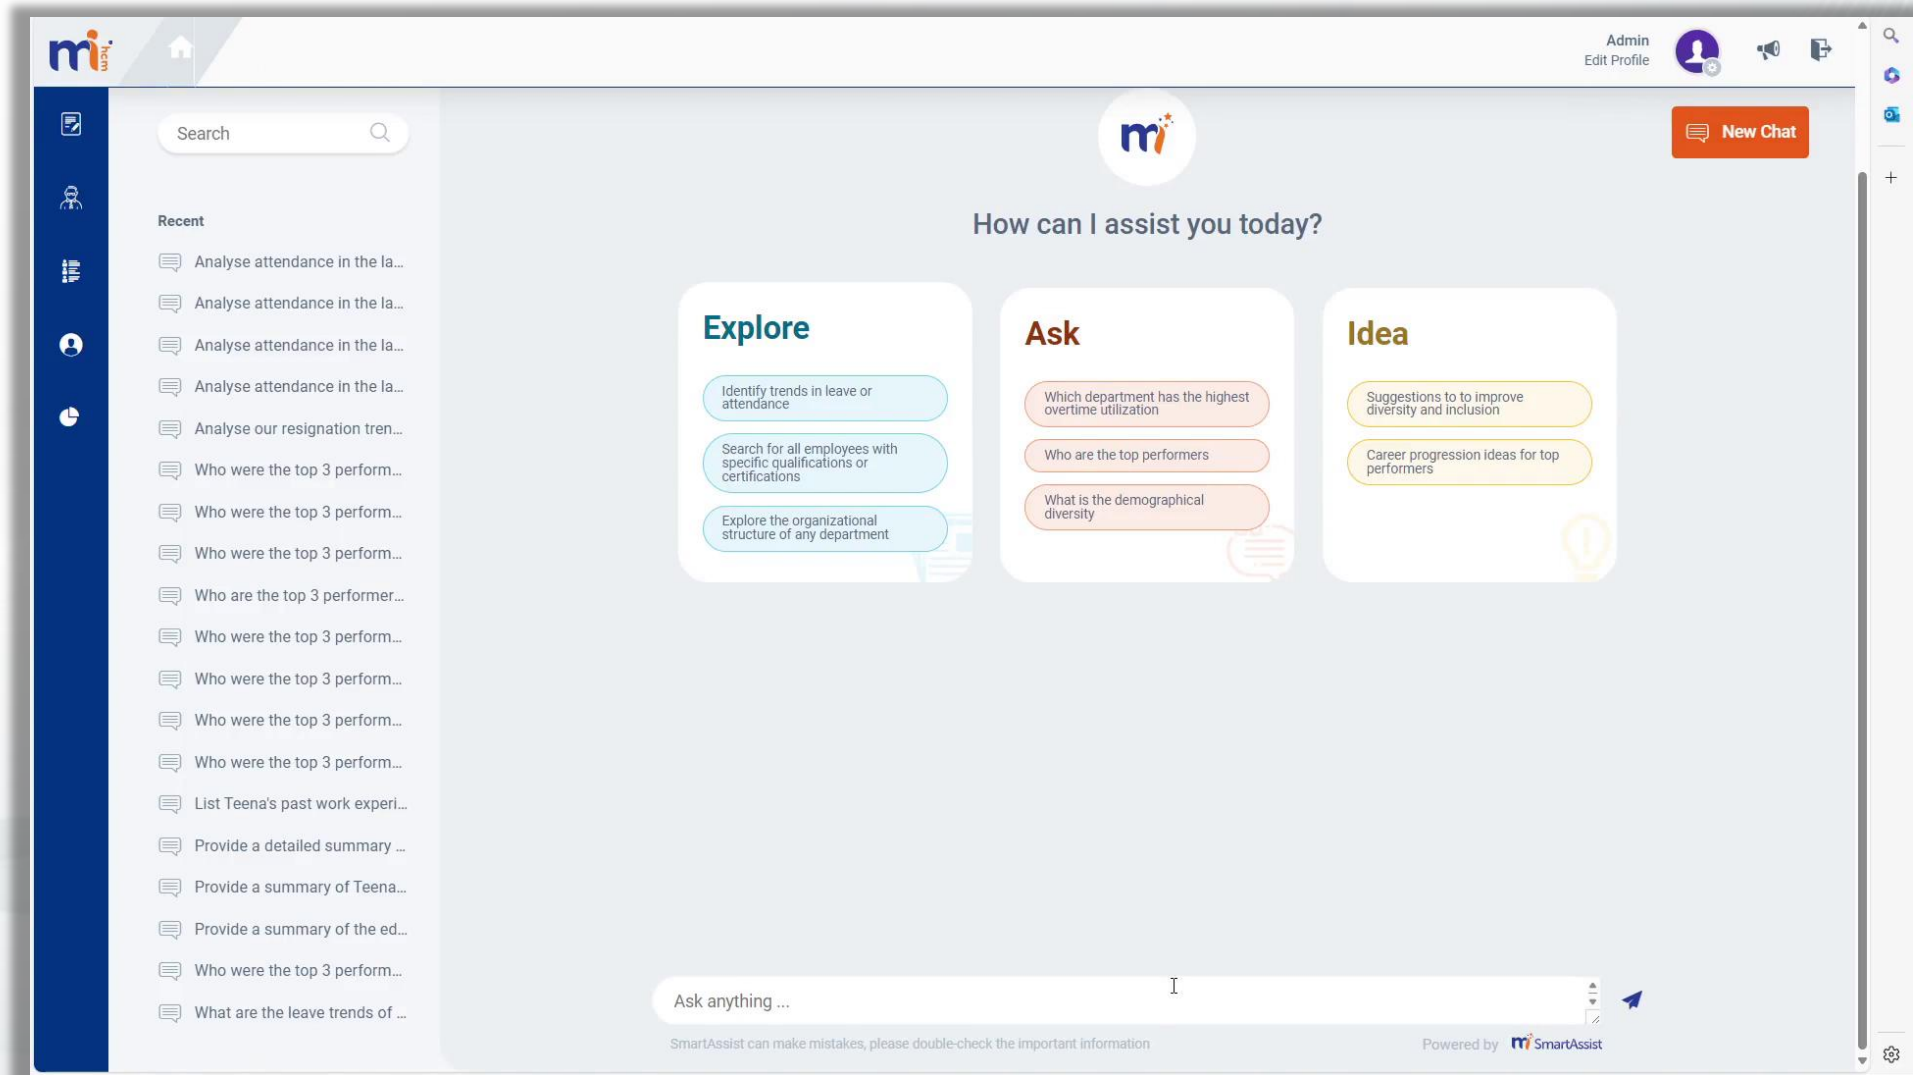 mi hcm
Admin
Edit Profile
Search
New Chat
mi
Recent
How can I assist you today?
Analyse attendance in the la...
Analyse attendance in the la...
Analyse attendance in the la...
Analyse attendance in the la...
Analyse our resignation tren...
Who were the top 3 perform...
Who were the top 3 perform...
Who were the top 3 perform...
Who are the top 3 performer...
Who were the top 3 perform...
Who were the top 3 perform...
Who were the top 3 perform...
Who were the top 3 perform...
List Teena's past work experi...
Provide a detailed summary ...
Provide a summary of Teena...
Provide a summary of the ed...
Who were the top 3 perform...
What are the leave trends of ...
Explore
Identify trends in leave or
attendance
Search for all employees with
specific qualifications or
certifications
Explore the organizational
structure of any department
Ask
Which department has the highest
overtime utilization
Who are the top performers
What is the demographical
diversity
Idea
Suggestions to to improve
diversity and inclusion
Career progression ideas for top
performers
Ask anything ...
SmartAssist can make mistakes, please double-check the important information
Powered by mi SmartAssist